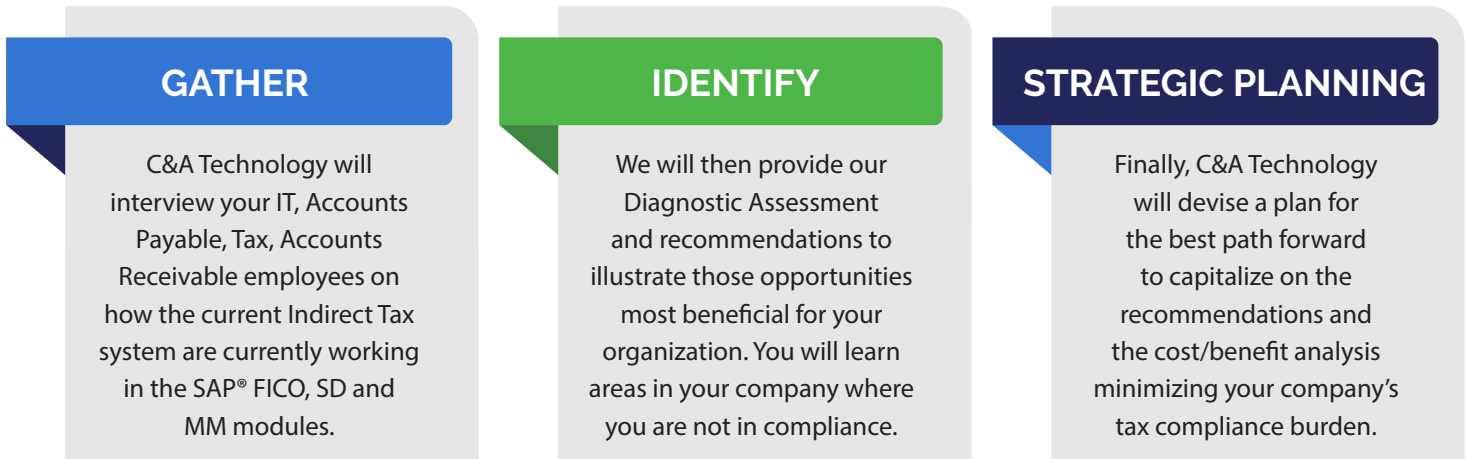 GATHER
C&A Technology will
interview your IT, Accounts
Payable, Tax, Accounts
Receivable employees on
how the current Indirect Tax
system are currently working
in the SAP® FICO, SD and
MM modules.
IDENTIFY
We will then provide our
Diagnostic Assessment
and recommendations to
illustrate those opportunities
most beneficial for your
organization. You will learn
areas in your company where
you are not in compliance.
STRATEGIC PLANNING
Finally, C&A Technology
will devise a plan for
the best path forward
to capitalize on the
recommendations and
the cost/benefit analysis
minimizing your company’s
tax compliance burden.